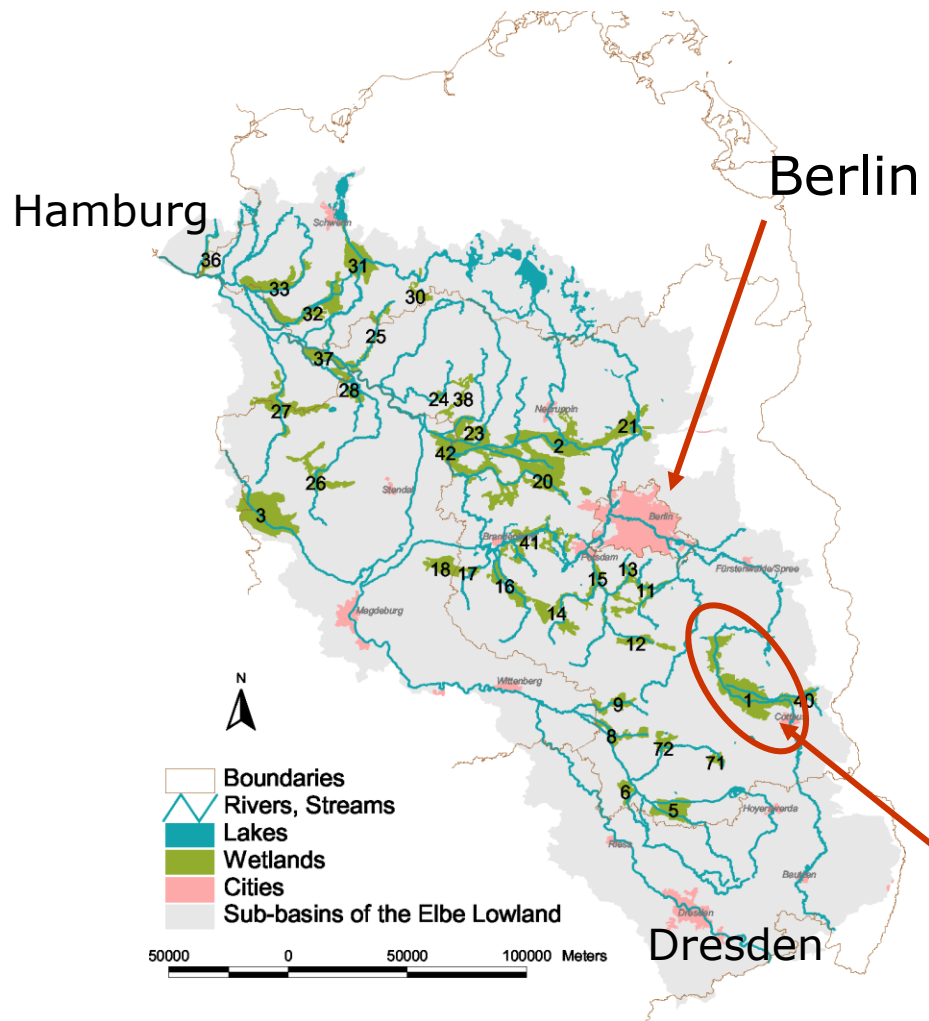 Berlin
Hamburg
Schwerin
36
31
33
30
32
25
37
28
24 38
27
Neuruppin
21
23
2
42
20
26
Stendal
3
Berlin
Brandenburg
41
Potsdam
18 17
16
15
13
11
Fürstenwalde/Spree
14
Magdeburg
12
Wittenberg
N
9
1
40
Cottbus
8
72
71
6
5
Hoyerswerda
Riesa
Bautzen
Dresden
Dresden
Boundaries
Rivers, Streams
Lakes
Wetlands
Cities
Sub-basins of the Elbe Lowland
50000 0 50000 100000 Meters